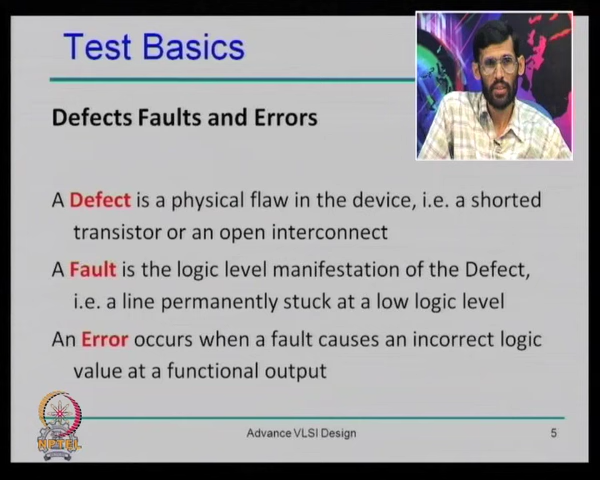 Test Basics
Defects Faults and Errors
A Defect is a physical flaw in the device, i.e. a shorted
transistor or an open interconnect
A Fault is the logic level manifestation of the Defect,
i.e. a line permanently stuck at a low logic level
An Error occurs when a fault causes an incorrect logic
value at a functional output
NPTEL
Advance VLSI Design
5